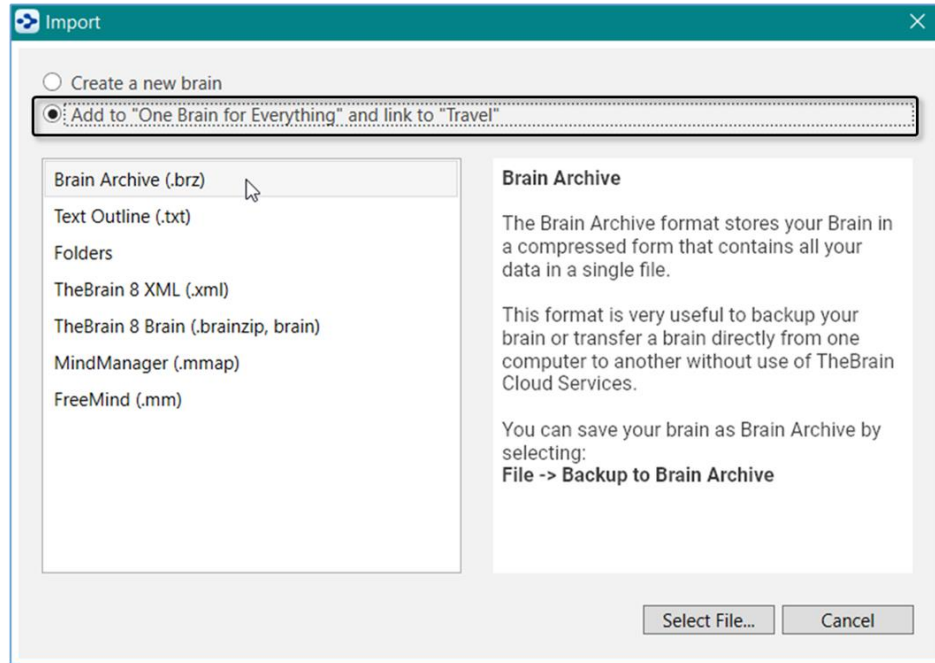 Import
Create a new brain
Add to "One Brain for Everything" and link to "Travel"
Brain Archive (.brz)
Text Outline (.txt)
Folders
TheBrain 8 XML (.xml)
TheBrain 8 Brain (.brainzip, brain)
MindManager (.mmap)
FreeMind (.mm)
Brain Archive
The Brain Archive format stores your Brain in
a compressed form that contains all your
data in a single file.
This format is very useful to backup your
brain or transfer a brain directly from one
computer to another without use of TheBrain
Cloud Services.
You can save your brain as Brain Archive by
selecting:
File -> Backup to Brain Archive
Select File...
Cancel